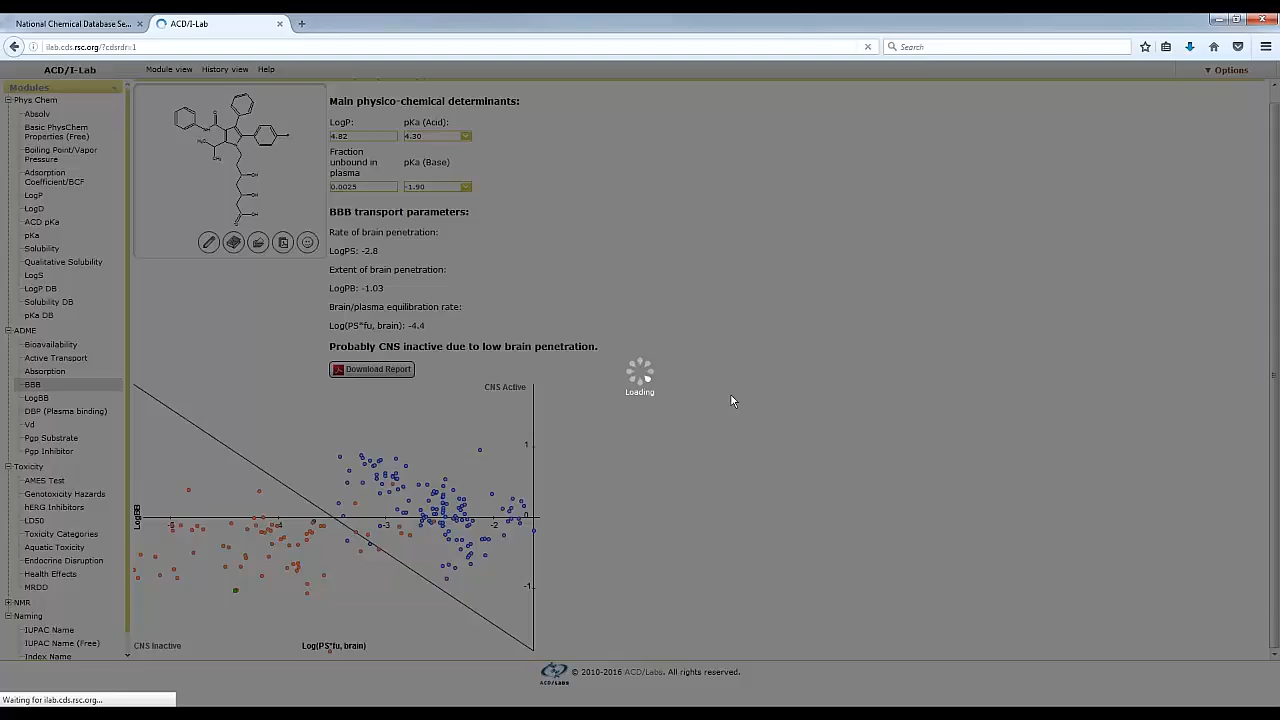 National Chemical Database Se...
ACD/I-Lab
ilab.cds.rsc.org/?cdsrdr=1
Search
ACD/I-Lab
Module view
History view
Help
▼ Options
Modules
Phys Chem
Absolv
Basic PhysChem
Properties (Free)
Boiling Point/Vapor
Pressure
Adsorption
Coefficient/BCF
LogP
LogD
ACD pKa
pKa
Solubility
Qualitative Solubility
LogS
LogP DB
Solubility DB
pKa DB
ADME
Bioavailability
Active Transport
Absorption
BBB
LogBB
DBP (Plasma binding)
Vd
Pgp Substrate
Pgp Inhibitor
Toxicity
AMES Test
Genotoxicity Hazards
hERG Inhibitors
LD50
Toxicity Categories
Aquatic Toxicity
Endocrine Disruption
Health Effects
MRDD
NMR
Naming
IUPAC Name
IUPAC Name (Free)
Index Name
Main physico-chemical determinants:
LogP:
pKa (Acid):
4.82
4.30
Fraction
unbound in
plasma
pKa (Base)
0.0025
-1.90
BBB transport parameters:
Rate of brain penetration:
LogPS: -2.8
Extent of brain penetration:
LogPB: -1.03
Brain/plasma equilibration rate:
Log(PS*fu, brain): -4.4
Probably CNS inactive due to low brain penetration.
Download Report
Loading
CNS Active
1
LogBB
-5
-4
-3
-2
0
-1
CNS Inactive
Log(PS*fu, brain)
ACD/LABS
© 2010-2016 ACD/Labs. All rights reserved.
Waiting for ilab.cds.rsc.org...